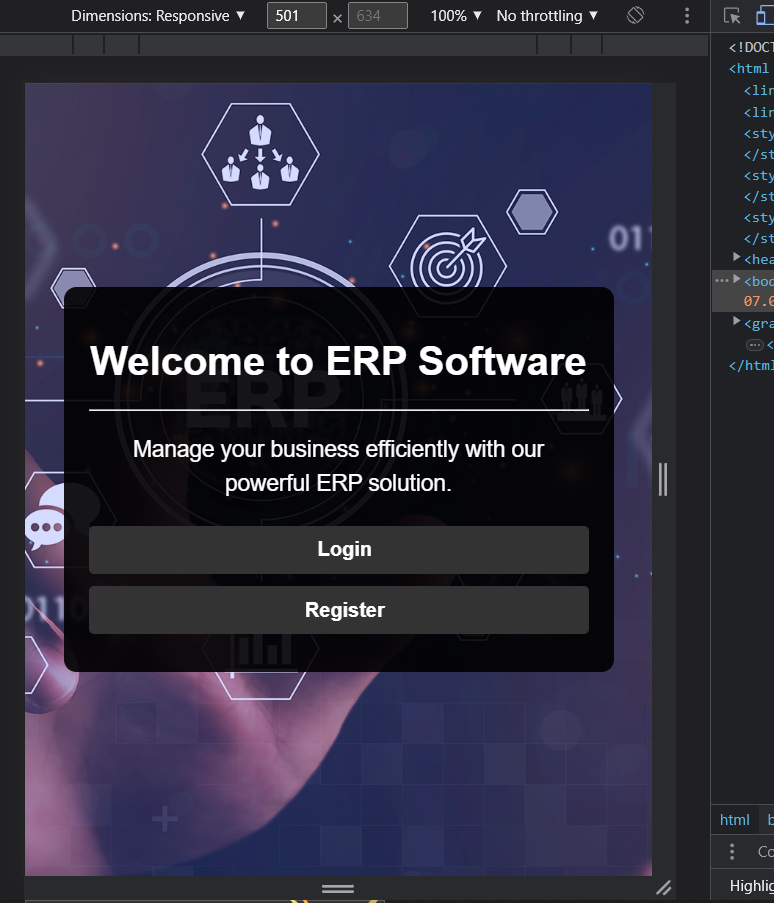 Dimensions: Responsive ▼ 501 × 634 100% ▼ No throttling ▼
<!DOCT
<html
<lin
<lin
<sty
</st
<sty
</st
<sty
</st
011
▶<hea
...▶<boo
07.0
▶<gra
... <
</html
Welcome to ERP Software
ERP
Manage your business efficiently with our
powerful ERP solution.
Login
Register
0110
html b
Co
Highlig